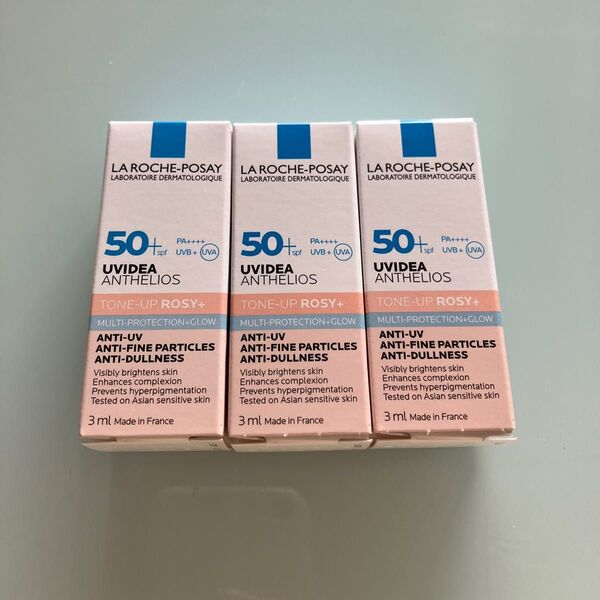 LA ROCHE-POSAY
LABORATOIRE DERMATOLOGIQUE
50+ spf
PA++++
UVB + UVA
UVIDEA
ANTHELIOS
TONE-UP ROSY+
MULTI-PROTECTION+GLOW
ANTI-UV
ANTI-FINE PARTICLES
ANTI-DULLNESS
Visibly brightens skin
Enhances complexion
Prevents hyperpigmentation
Tested on Asian sensitive skin
3 ml Made in France
LA ROCHE-POSAY
LABORATOIRE DERMATOLOGIQUE
50+ spf
PA++++
UVB + UVA
UVIDEA
ANTHELIOS
TONE-UP ROSY+
MULTI-PROTECTION+GLOW
ANTI-UV
ANTI-FINE PARTICLES
ANTI-DULLNESS
Visibly brightens skin
Enhances complexion
Prevents hyperpigmentation
Tested on Asian sensitive skin
3 ml Made in France
LA ROCHE-POSAY
LABORATOIRE DERMATOLOGIQUE
50+ spf
PA++++
UVB + UVA
UVIDEA
ANTHELIOS
TONE-UP ROSY+
MULTI-PROTECTION+GLOW
ANTI-UV
ANTI-FINE PARTICLES
ANTI-DULLNESS
Visibly brightens skin
Enhances complexion
Prevents hyperpigmentation
Tested on Asian sensitive skin
3 ml Made in France